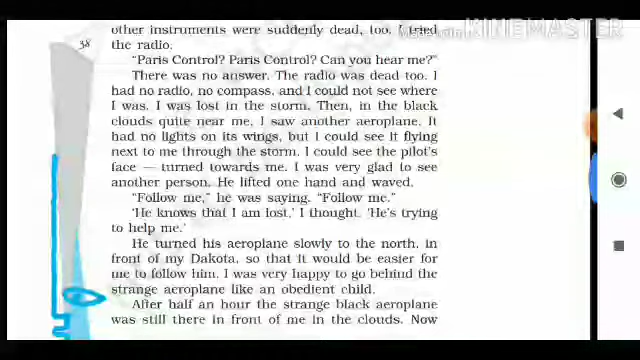 other instruments were suddenly dead, too. I tried
the radio.
"Paris Control? Paris Control? Can you hear me?"
There was no answer. The radio was dead too. I
had no radio, no compass, and I could not see where
I was. I was lost in the storm. Then, in the black
clouds quite near me, I saw another aeroplane. It
had no lights on its wings, but I could see it flying
next to me through the storm. I could see the pilot's
face — turned towards me. I was very glad to see
another person. He lifted one hand and waved.
"Follow me," he was saying. "Follow me."
'He knows that I am lost,' I thought. 'He's trying
to help me.'
He turned his aeroplane slowly to the north, in
front of my Dakota, so that it would be easier for
me to follow him. I was very happy to go behind the
strange aeroplane like an obedient child.
After half an hour the strange black aeroplane
was still there in front of me in the clouds. Now
38
Made with KINEMASTER